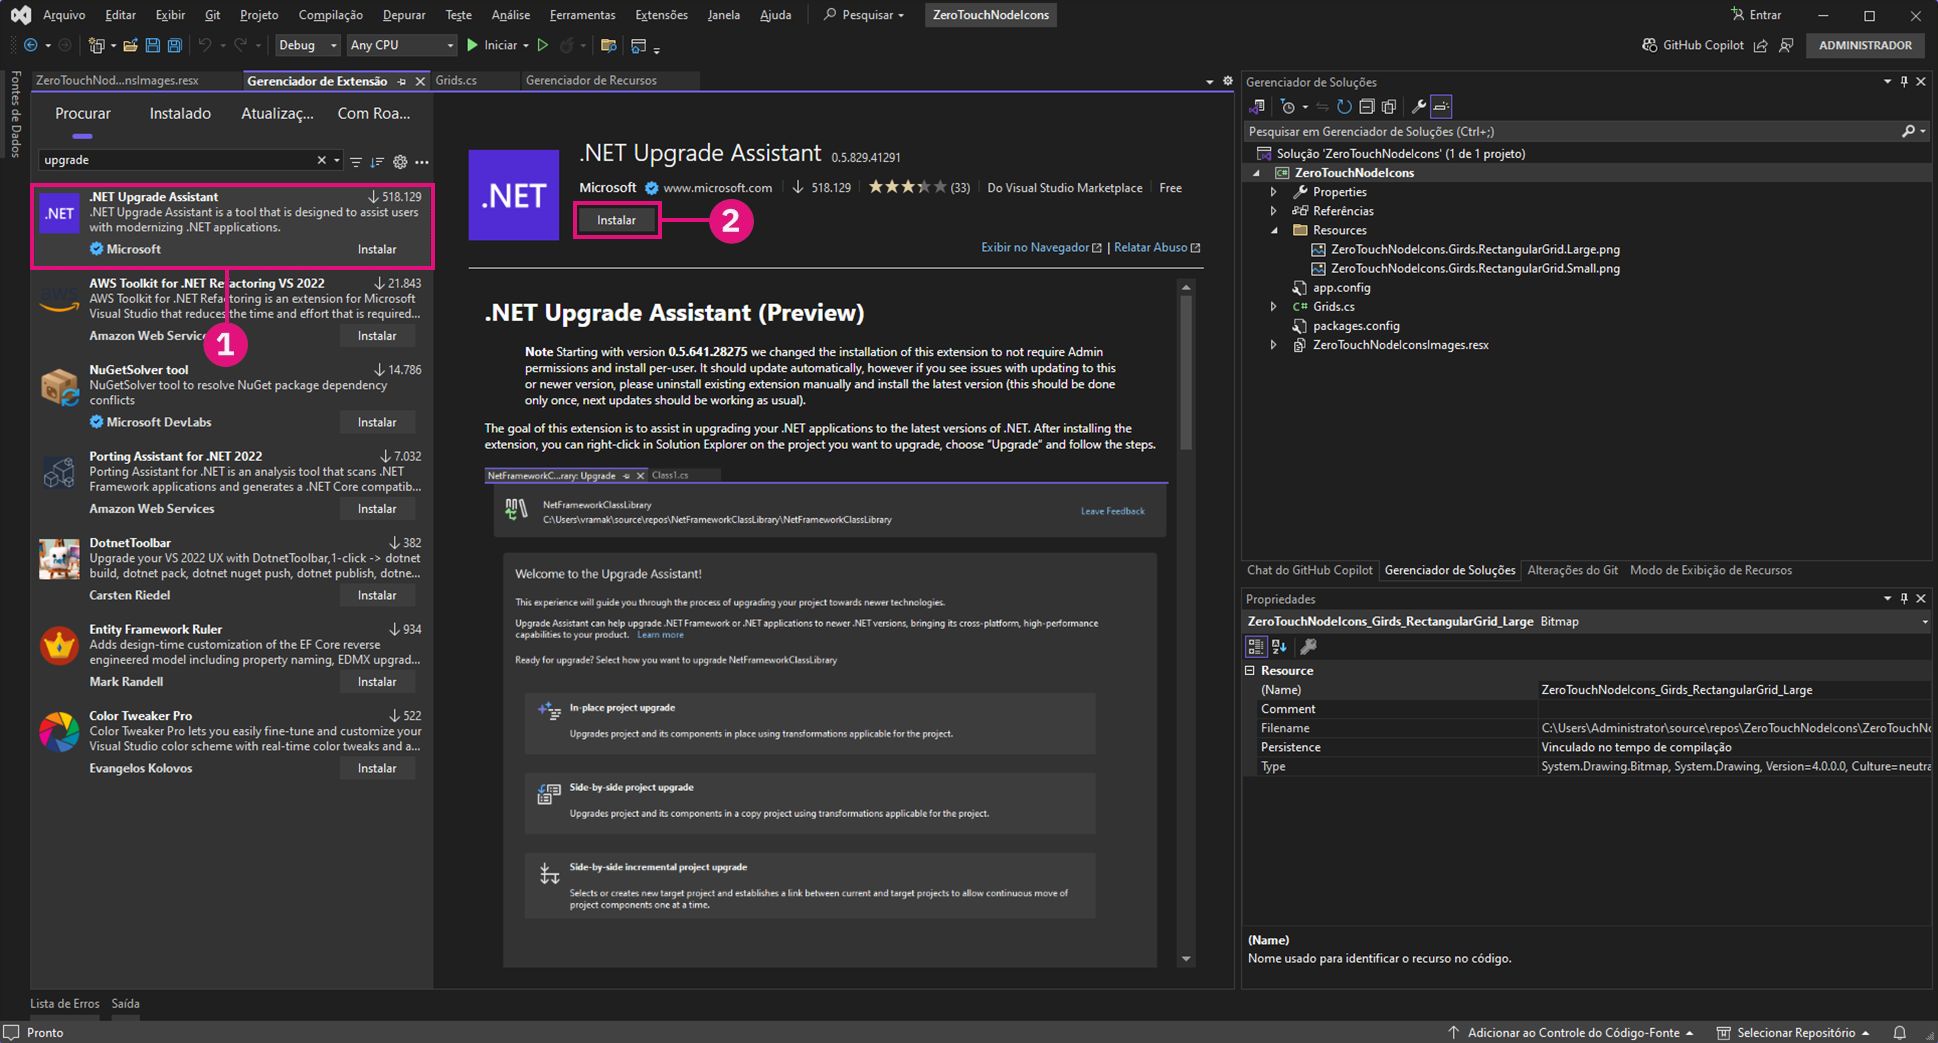 Arquivo Editar Exibir Git Projeto Compilação Depurar Teste Análise Ferramentas Extensões Janela Ajuda Pesquisar ZeroTouchNodeIcons Entrar
Debug Any CPU Iniciar GitHub Copilot ADMINISTRADOR
Fontes de Dados
ZeroTouchNod...nsImages.resx Gerenciador de Extensão Grids.cs Gerenciador de Recursos
Procurar Instalado Atualizaç... Com Roa...
upgrade
.NET
.NET Upgrade Assistant 518.129
.NET Upgrade Assistant is a tool that is designed to assist users
with modernizing .NET applications.
Microsoft Instalar
1
aws
AWS Toolkit for .NET Refactoring VS 2022 21.843
AWS Toolkit for .NET Refactoring is an extension for Microsoft
Visual Studio that reduces the time and effort that is required...
Amazon Web Servic Instalar
NuGetSolver tool 14.786
NuGetSolver tool to resolve NuGet package dependency
conflicts
Microsoft DevLabs Instalar
Porting Assistant for .NET 2022 7.032
Porting Assistant for .NET is an analysis tool that scans .NET
Framework applications and generates a .NET Core compatib...
Amazon Web Services Instalar
DotnetToolbar 382
Upgrade your VS 2022 UX with DotnetToolbar,1-click -> dotnet
build, dotnet pack, dotnet nuget push, dotnet publish, dotne...
Carsten Riedel Instalar
Entity Framework Ruler 934
Adds design-time customization of the EF Core reverse
engineered model including property naming, EDMX upgrad...
Mark Randell Instalar
Color Tweaker Pro 522
Color Tweaker Pro lets you easily fine-tune and customize your
Visual Studio color scheme with real-time color tweaks and a...
Evangelos Kolovos Instalar
.NET
.NET Upgrade Assistant 0.5.829.41291
Microsoft www.microsoft.com 518.129 (33) Do Visual Studio Marketplace Free
Instalar
2
Exibir no Navegador | Relatar Abuso
.NET Upgrade Assistant (Preview)
Note Starting with version 0.5.641.28275 we changed the installation of this extension to not require Admin
permissions and install per-user. It should update automatically, however if you see issues with updating to this
or newer version, please uninstall existing extension manually and install the latest version (this should be done
only once, next updates should be working as usual).
The goal of this extension is to assist in upgrading your .NET applications to the latest versions of .NET. After installing the
extension, you can right-click in Solution Explorer on the project you want to upgrade, choose “Upgrade” and follow the steps.
NetFrameworkC...rary: Upgrade Class1.cs
NetFrameworkClassLibrary
C:\Users\vramak\source\repos\NetFrameworkClassLibrary\NetFrameworkClassLibrary
Leave Feedback
Welcome to the Upgrade Assistant!
This experience will guide you through the process of upgrading your project towards newer technologies.
Upgrade Assistant can help upgrade .NET Framework or .NET applications to newer .NET versions, bringing its cross-platform, high-performance
capabilities to your product. Learn more
Ready for upgrade? Select how you want to upgrade NetFrameworkClassLibrary
In-place project upgrade
Upgrades project and its components in place using transformations applicable for the project.
Side-by-side project upgrade
Upgrades project and its components in a copy project using transformations applicable for the project.
Side-by-side incremental project upgrade
Selects or creates new target project and establishes a link between current and target projects to allow continuous move of
project components one at a time.
Gerenciador de Soluções
Pesquisar em Gerenciador de Soluções (Ctrl+;)
Solução 'ZeroTouchNodeIcons' (1 de 1 projeto)
C# ZeroTouchNodeIcons
Properties
Referências
Resources
ZeroTouchNodeIcons.Girds.RectangularGrid.Large.png
ZeroTouchNodeIcons.Girds.RectangularGrid.Small.png
app.config
C# Grids.cs
packages.config
ZeroTouchNodeIconsImages.resx
Chat do GitHub Copilot Gerenciador de Soluções Alterações do Git Modo de Exibição de Recursos
Propriedades
ZeroTouchNodeIcons_Girds_RectangularGrid_Large Bitmap
Resource
(Name) ZeroTouchNodeIcons_Girds_RectangularGrid_Large
Comment
Filename C:\Users\Administrator\source\repos\ZeroTouchNodeIcons\ZeroTouchNo
Persistence Vinculado no tempo de compilação
Type System.Drawing.Bitmap, System.Drawing, Version=4.0.0.0, Culture=neutra
(Name)
Nome usado para identificar o recurso no código.
Lista de Erros Saída
Pronto Adicionar ao Controle do Código-Fonte Selecionar Repositório